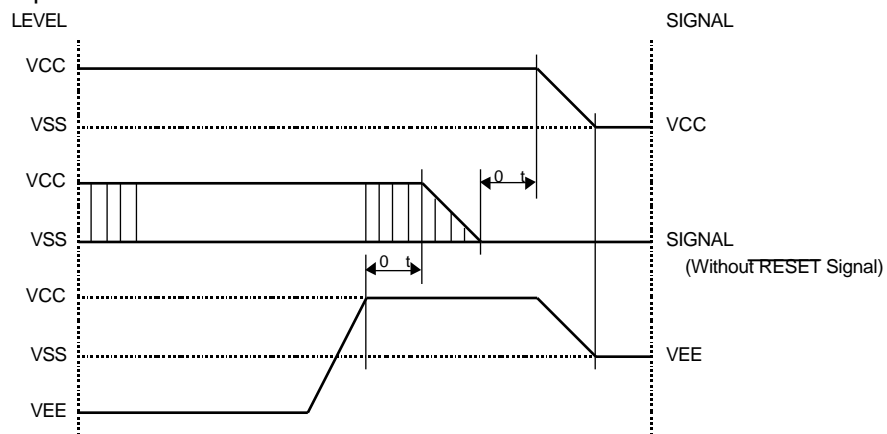 LEVEL SIGNAL
VCC
VSS VCC
VCC 0 t
VSS SIGNAL
(Without RESET Signal)
0 t
VCC
VSS VEE
VEE